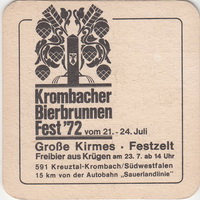 Krombacher
Bierbrunnen
Fest '72 vom 21. - 24. Juli
Große Kirmes · Festzelt
Freibier aus Krügen am 23. 7. ab 14 Uhr
591 Kreuztal-Krombach/Südwestfalen
15 km von der Autobahn „Sauerlandlinie"